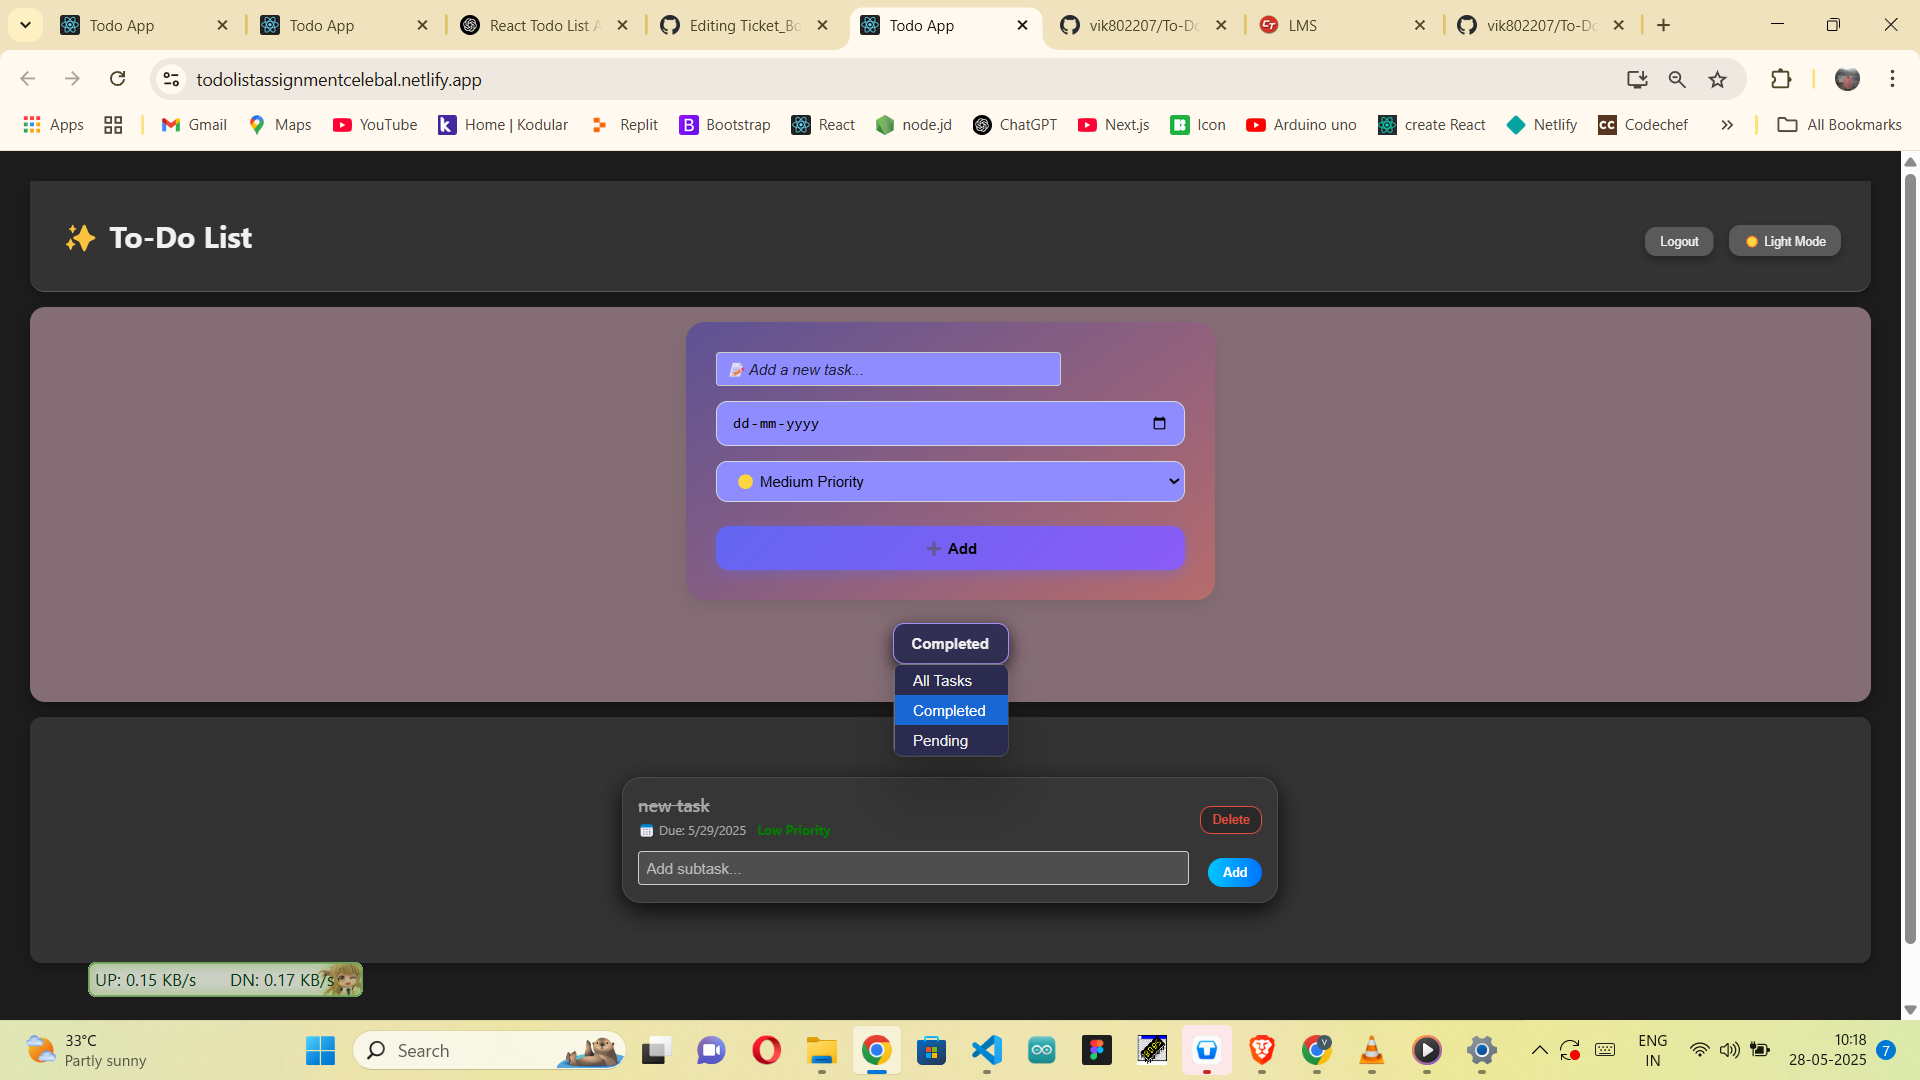 Todo App
Todo App
React Todo List A
Editing Ticket_Bo
Todo App
vik802207/To-Do
LMS
vik802207/To-Do
todolistassignmentcelebal.netlify.app
Apps
Gmail
Maps
YouTube
Home | Kodular
Replit
Bootstrap
React
node.jd
ChatGPT
Next.js
Icon
Arduino uno
create React
Netlify
CC Codechef
All Bookmarks
✨ To-Do List
Logout
Light Mode
📝 Add a new task...
dd-mm-yyyy
Medium Priority
➕ Add
Completed
All Tasks
Completed
Pending
new task
Delete
Due: 5/29/2025 Low Priority
Add subtask...
Add
UP: 0.15 KB/s DN: 0.17 KB/s
33°C
Partly sunny
Search
ENG
IN
10:18
28-05-2025
7